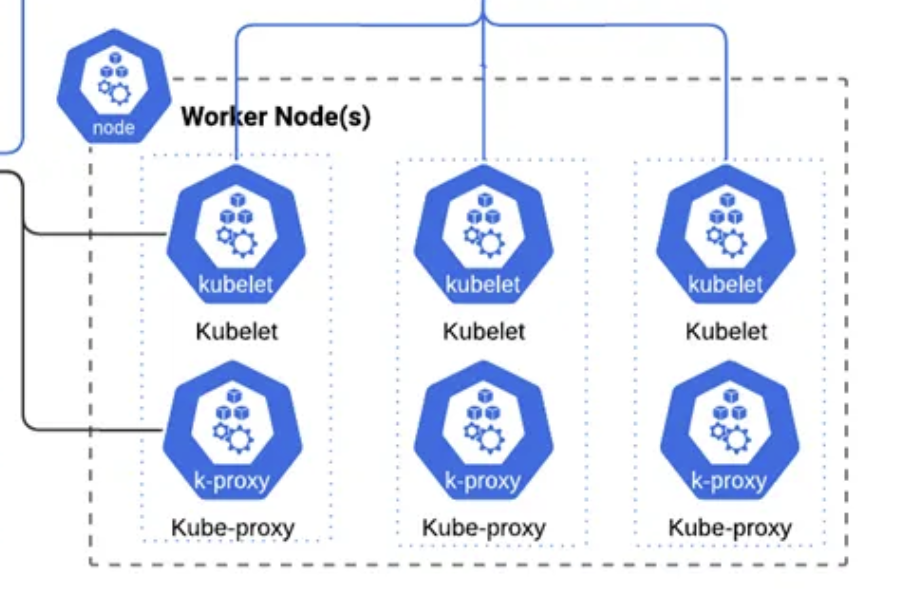 node
Worker Node(s)
kubelet
kubelet
kubelet
Kubelet
Kubelet
Kubelet
k-proxy
k-proxy
k-proxy
Kube-proxy
Kube-proxy
Kube-proxy